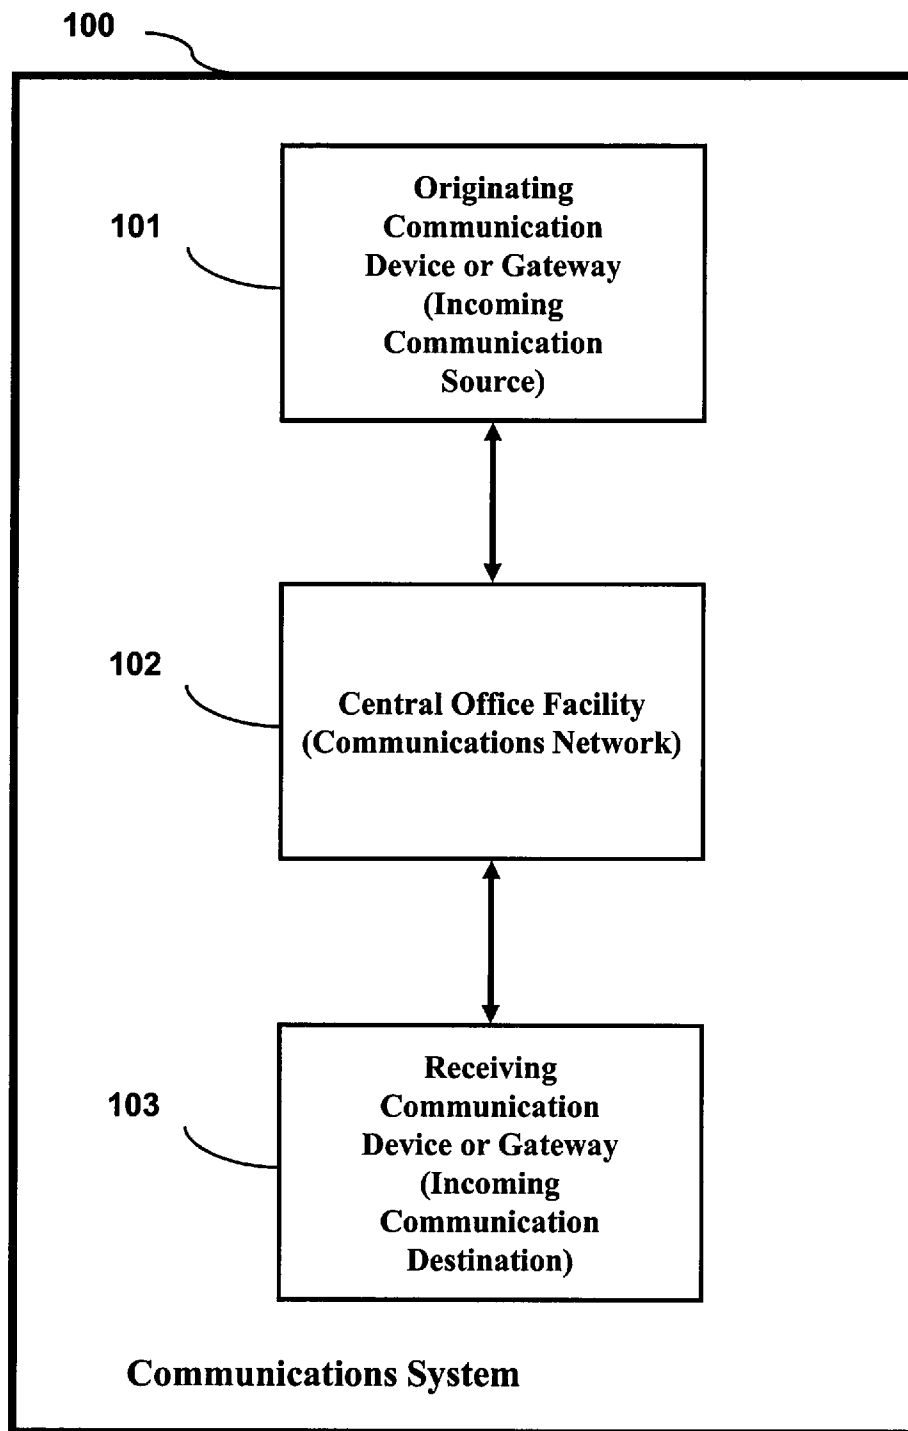 100
101
Originating
Communication
Device or Gateway
(Incoming
Communication
Source)
102
Central Office Facility
(Communications Network)
103
Receiving
Communication
Device or Gateway
(Incoming
Communication
Destination)
Communications System